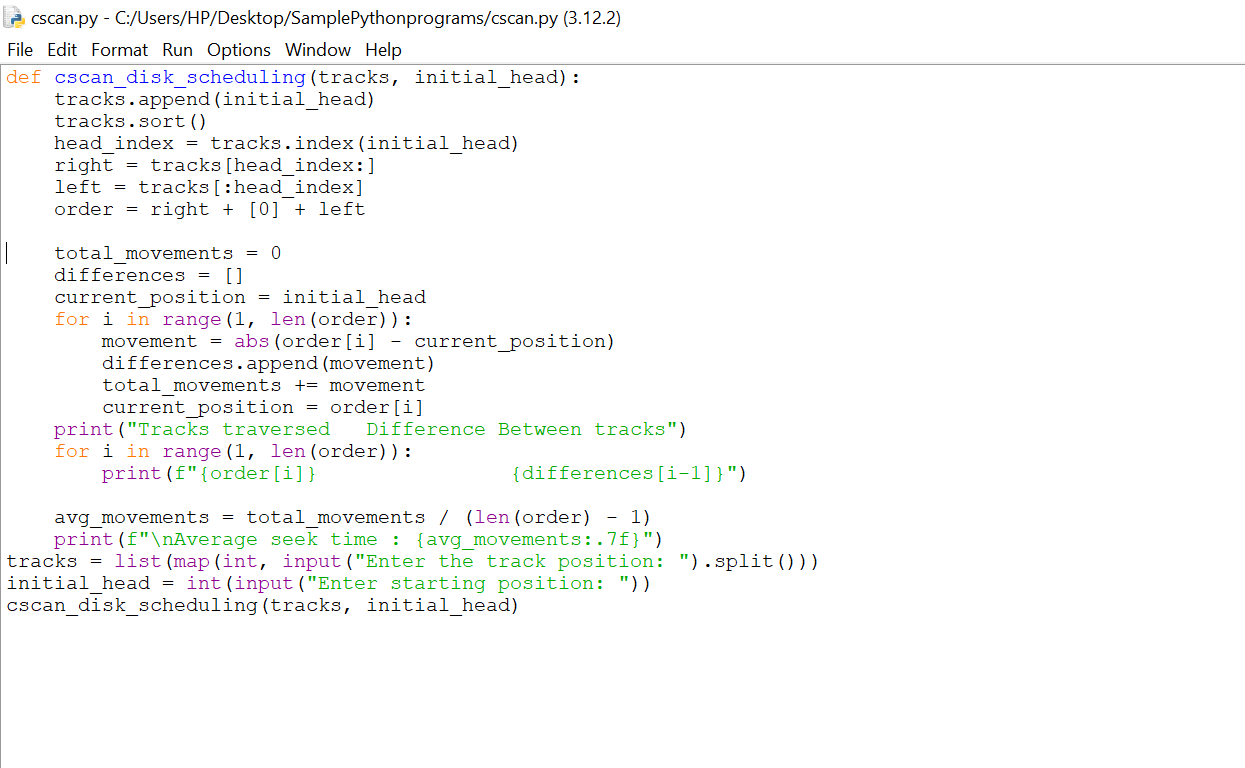 cscan.py - C:/Users/HP/Desktop/SamplePythonprograms/cscan.py (3.12.2)
File Edit Format Run Options Window Help
def cscan_disk_scheduling(tracks, initial_head):
    tracks.append(initial_head)
    tracks.sort()
    head_index = tracks.index(initial_head)
    right = tracks[head_index:]
    left = tracks[:head_index]
    order = right + [0] + left

    total_movements = 0
    differences = []
    current_position = initial_head
    for i in range(1, len(order)):
        movement = abs(order[i] - current_position)
        differences.append(movement)
        total_movements += movement
        current_position = order[i]
    print("Tracks traversed   Difference Between tracks")
    for i in range(1, len(order)):
        print(f"{order[i]}                {differences[i-1]}")

    avg_movements = total_movements / (len(order) - 1)
    print(f"\nAverage seek time : {avg_movements:.7f}")
tracks = list(map(int, input("Enter the track position: ").split()))
initial_head = int(input("Enter starting position: "))
cscan_disk_scheduling(tracks, initial_head)